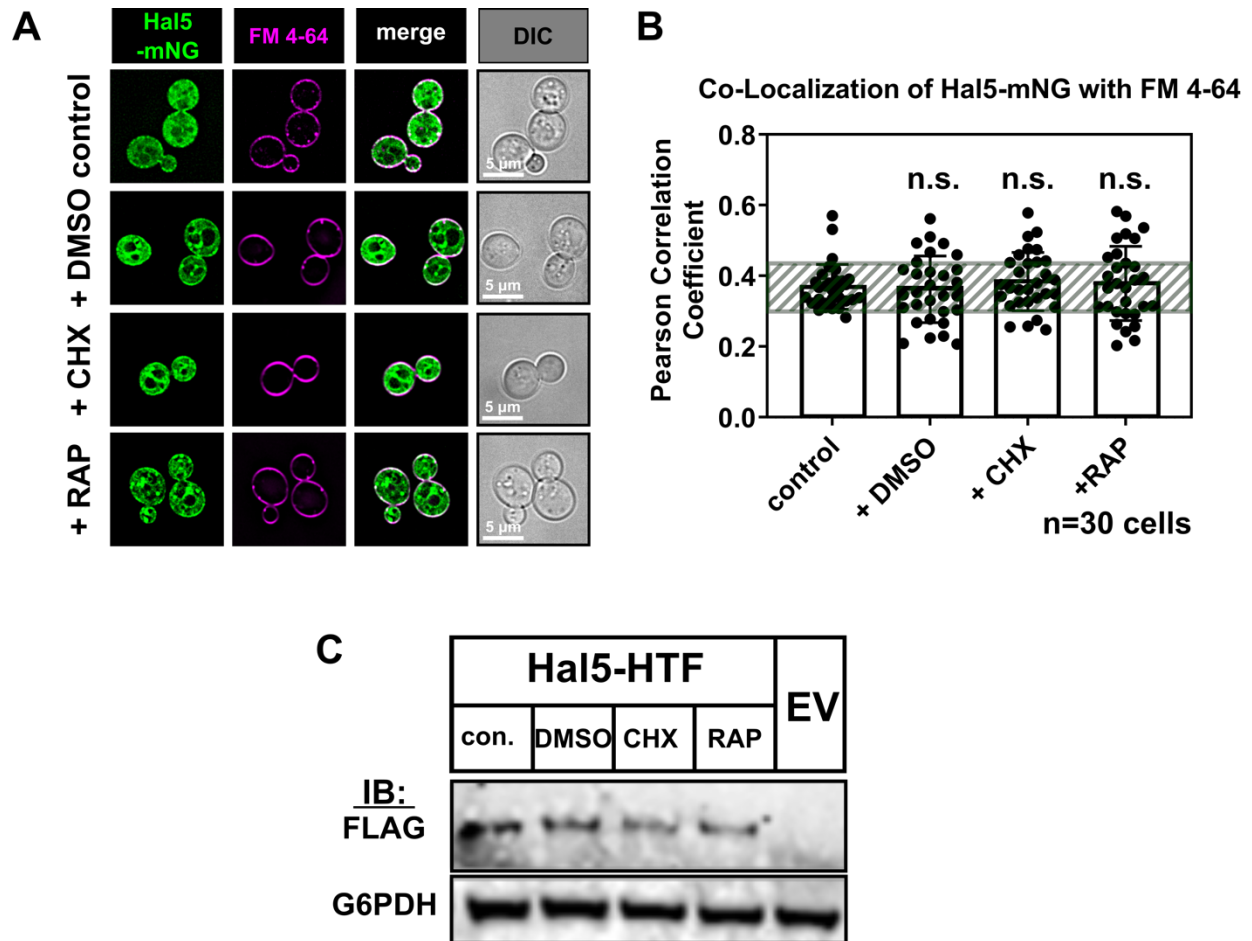 A
Hal5
-mNG
FM 4-64
merge
DIC
control
5 µm
+ DMSO
5 µm
+ CHX
5 µm
+ RAP
5 µm
B
Co-Localization of Hal5-mNG with FM 4-64
Pearson Correlation
Coefficient
0.8
0.6
0.4
0.2
0.0
n.s.
n.s.
n.s.
control
+ DMSO
+ CHX
+RAP
n=30 cells
C
Hal5-HTF
EV
con.
DMSO
CHX
RAP
IB:
FLAG
G6PDH